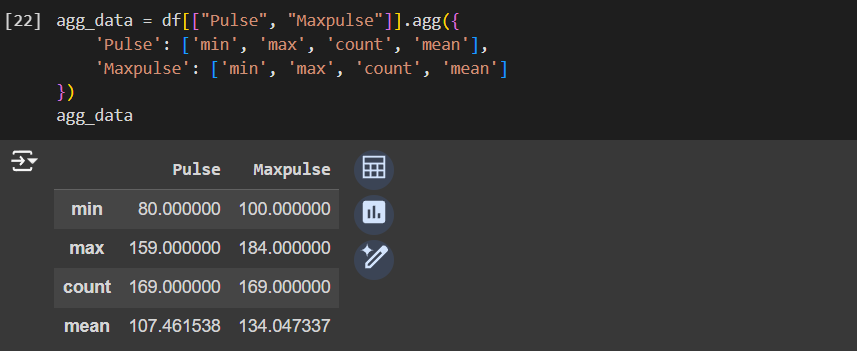 [22] agg_data = df[["Pulse", "Maxpulse"]].agg({
    'Pulse': ['min', 'max', 'count', 'mean'],
    'Maxpulse': ['min', 'max', 'count', 'mean']
})
agg_data
Pulse Maxpulse
min 80.000000 100.000000
max 159.000000 184.000000
count 169.000000 169.000000
mean 107.461538 134.047337